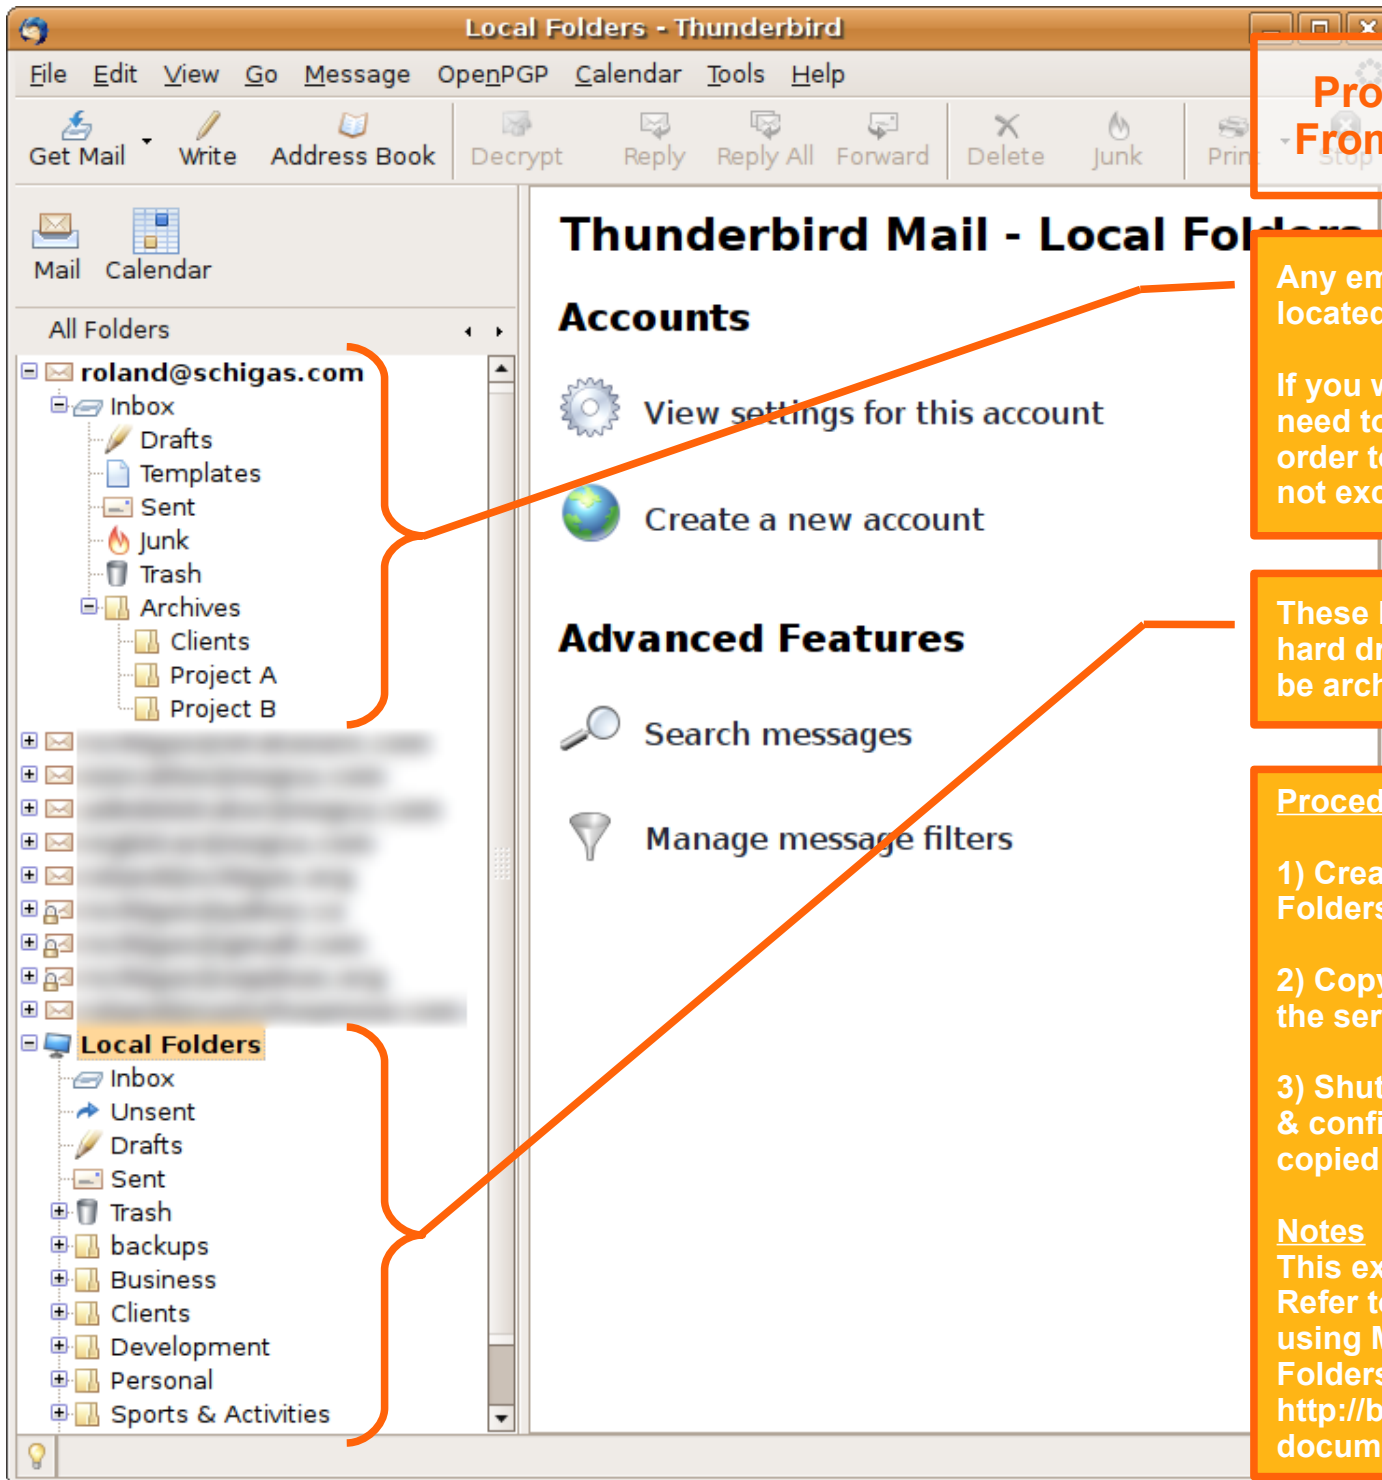 Local Folders - Thunderbird
File Edit View Go Message OpenPGP Calendar Tools Help
Get Mail Write Address Book Decrypt Reply Reply All Forward Delete Junk Print Stop
Mail Calendar
All Folders
roland@schigas.com
Inbox
Drafts
Templates
Sent
Junk
Trash
Archives
Clients
Project A
Project B
Local Folders
Inbox
Unsent
Drafts
Sent
Trash
backups
Business
Clients
Development
Personal
Sports & Activities
Thunderbird Mail - Local Folders
Accounts
View settings for this account
Create a new account
Advanced Features
Search messages
Manage message filters
Pro
From
Any em
located
If you w
need to
order to
not exc
These
hard dr
be arch
Proced
1) Crea
Folders
2) Copy
the ser
3) Shut
& confi
copied
Notes
This ex
Refer to
using M
Folders
http://b
docum